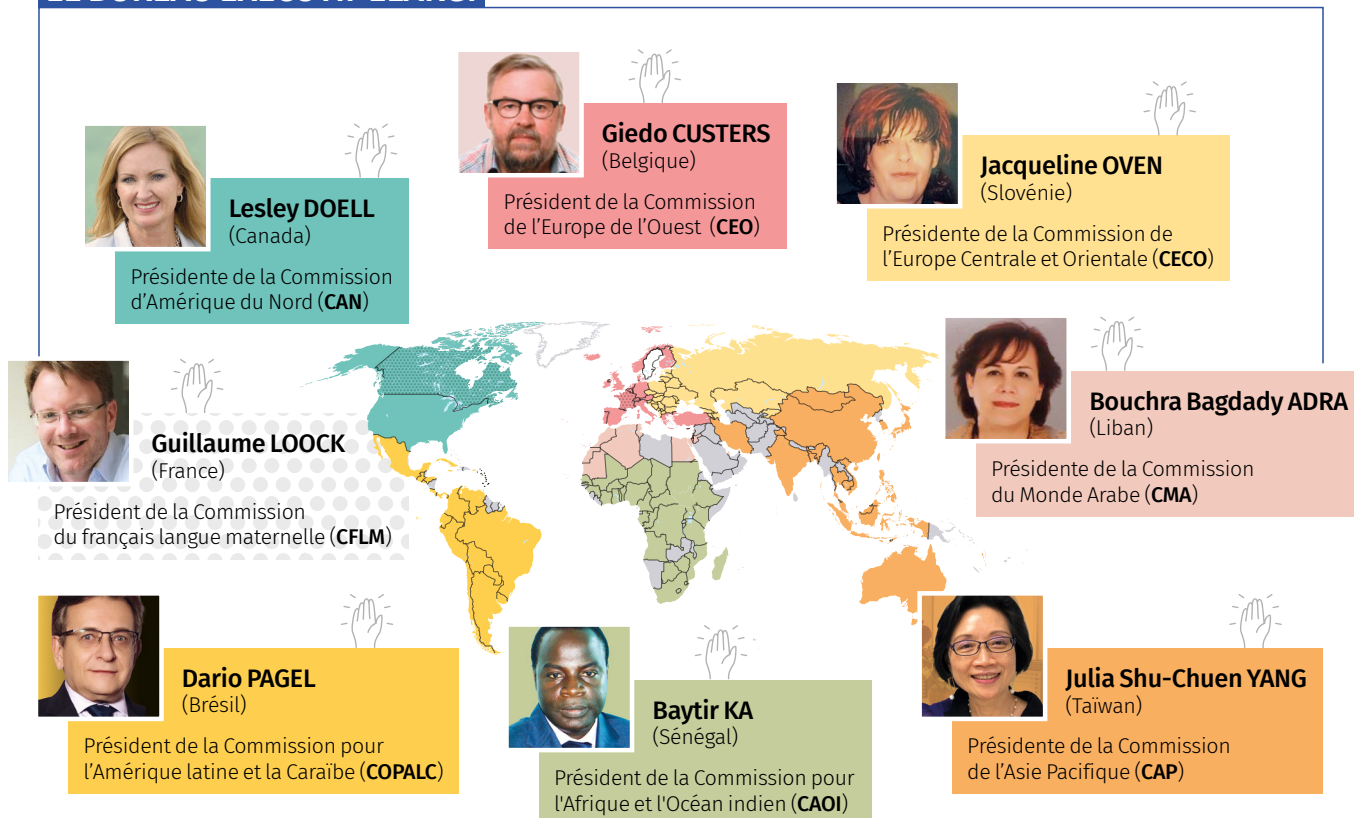 Giedo CUSTERS
(Belgique)
Président de la Commission
de l’Europe de l’Ouest (CEO)
Jacqueline OVEN
(Slovénie)
Présidente de la Commission de
l’Europe Centrale et Orientale (CECO)
Lesley DOELL
(Canada)
Présidente de la Commission
d’Amérique du Nord (CAN)
Bouchra Bagdady ADRA
(Liban)
Présidente de la Commission
du Monde Arabe (CMA)
Guillaume LOOCK
(France)
Président de la Commission
du français langue maternelle (CFLM)
Dario PAGEL
(Brésil)
Président de la Commission pour
l’Amérique latine et la Caraïbe (COPALC)
Baytir KA
(Sénégal)
Président de la Commission pour
l'Afrique et l'Océan indien (CAOI)
Julia Shu-Chuen YANG
(Taïwan)
Présidente de la Commission
de l’Asie Pacifique (CAP)